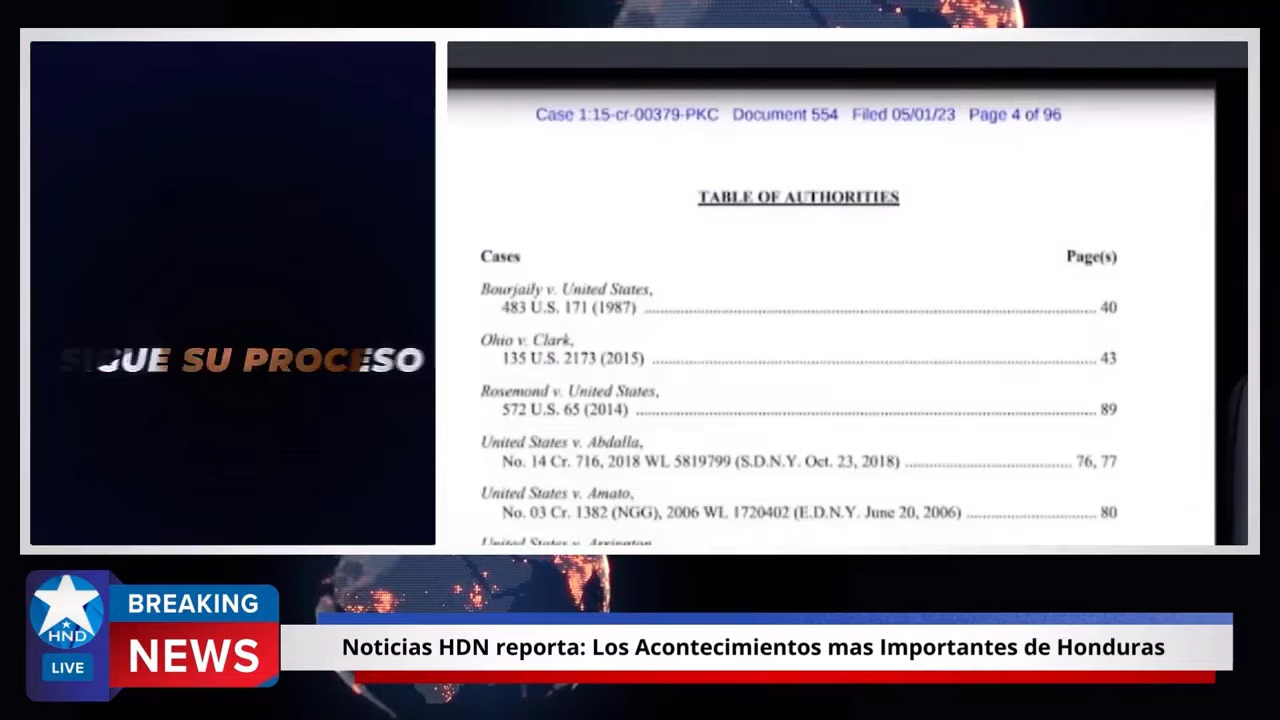 SIGUE SU PROCESO
Case 1:15-cr-00379-PKC Document 554 Filed 05/01/23 Page 4 of 96
TABLE OF AUTHORITIES
Cases Page(s)
Bourjaily v. United States,
483 U.S. 171 (1987) 40
Ohio v. Clark,
135 U.S. 2173 (2015) 43
Rosemond v. United States,
572 U.S. 65 (2014) 89
United States v. Abdalla,
No. 14 Cr. 716, 2018 WL 5819799 (S.D.N.Y. Oct. 23, 2018) 76, 77
United States v. Amato,
No. 03 Cr. 1382 (NGG), 2006 WL 1720402 (E.D.N.Y. June 20, 2006) 80
United States v. Arrington
HND
LIVE
BREAKING
NEWS
Noticias HDN reporta: Los Acontecimientos mas Importantes de Honduras